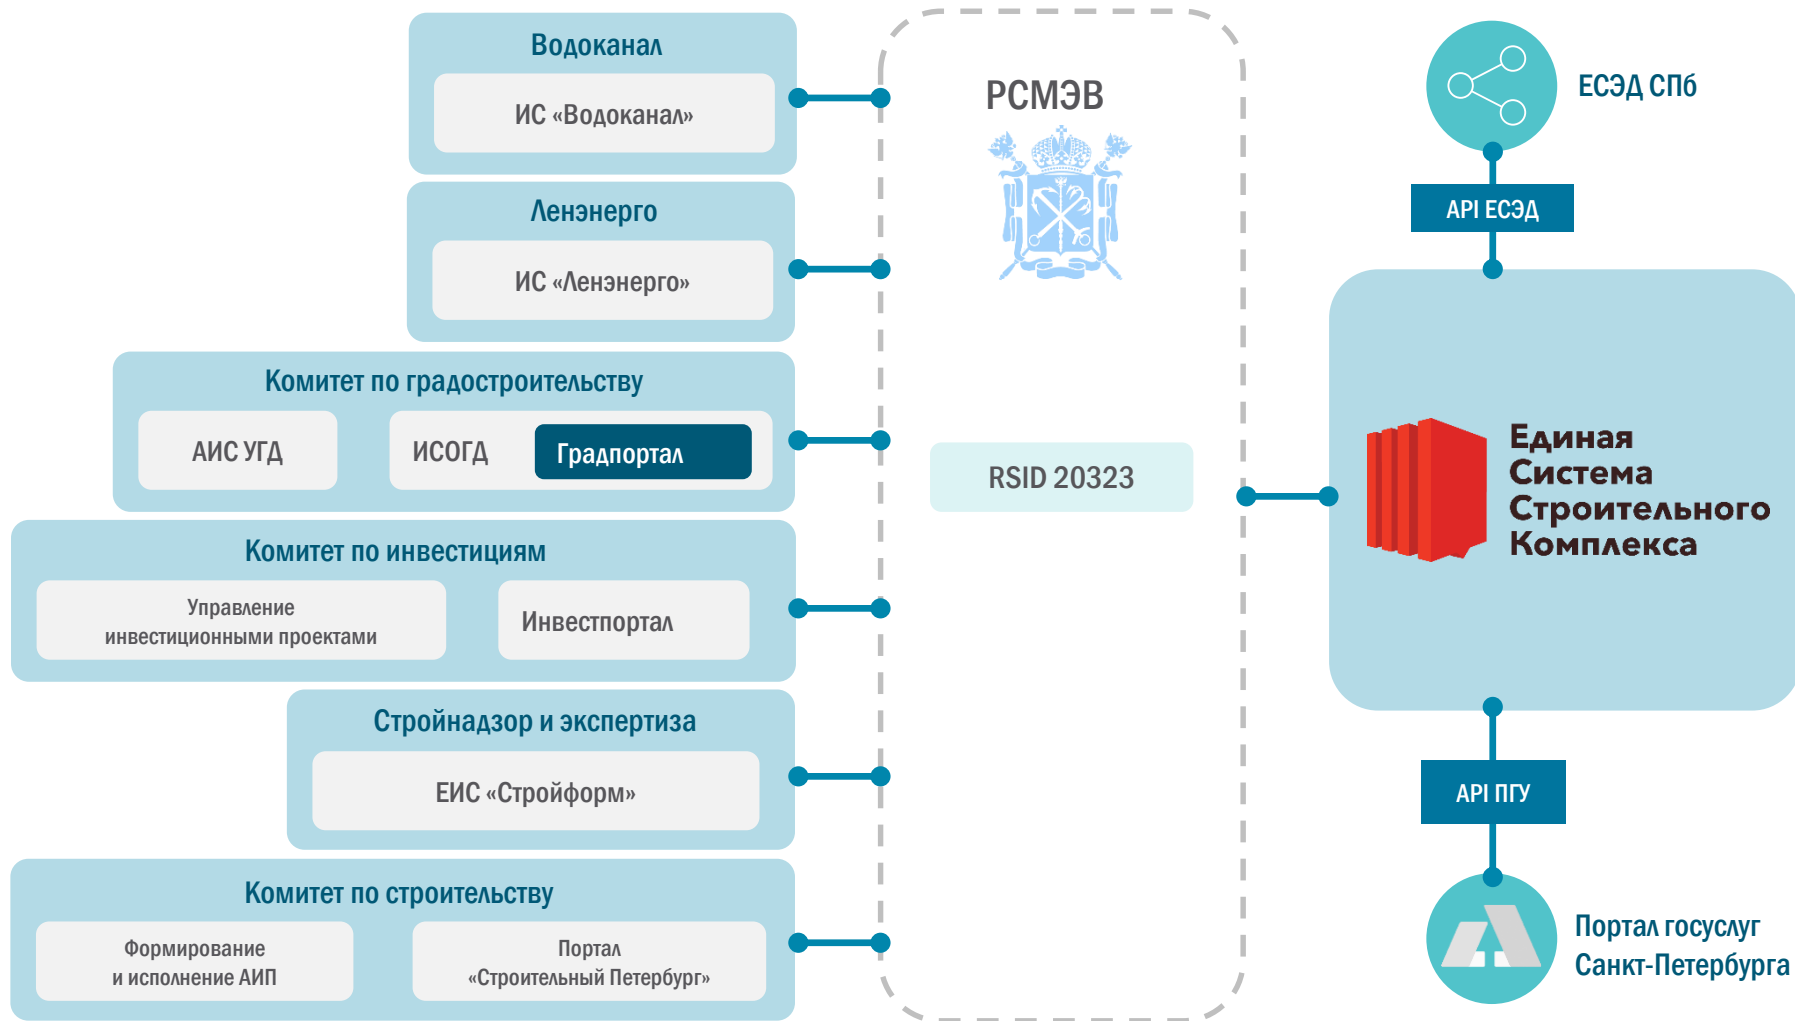 Водоканал
ИС «Водоканал»
Ленэнерго
ИС «Ленэнерго»
Комитет по градостроительству
АИС УГД
ИСОГД
Градпортал
Комитет по инвестициям
Управление
инвестиционными проектами
Инвестпортал
Стройнадзор и экспертиза
ЕИС «Стройформ»
Комитет по строительству
Формирование
и исполнение АИП
Портал
«Строительный Петербург»
РСМЭВ
RSID 20323
ЕСЭД СПб
API ЕСЭД
Единая
Система
Строительного
Комплекса
API ПГУ
Портал госуслуг
Санкт-Петербурга